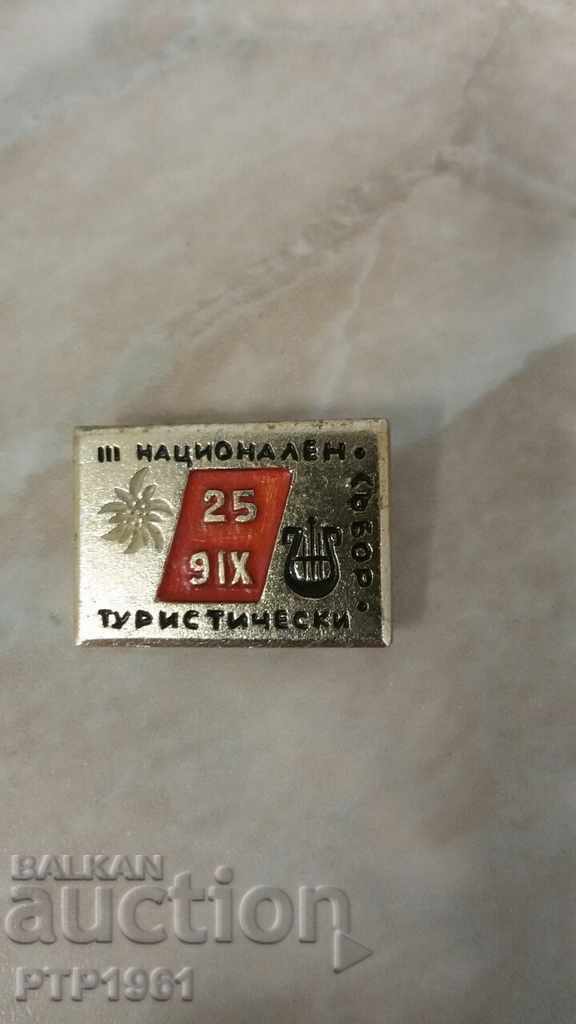 III НАЦИОНАЛЕН •
СЪБОР •
25
9 IX
ТУРИСТИЧЕСКИ
BALKAN
auction
PTP1961